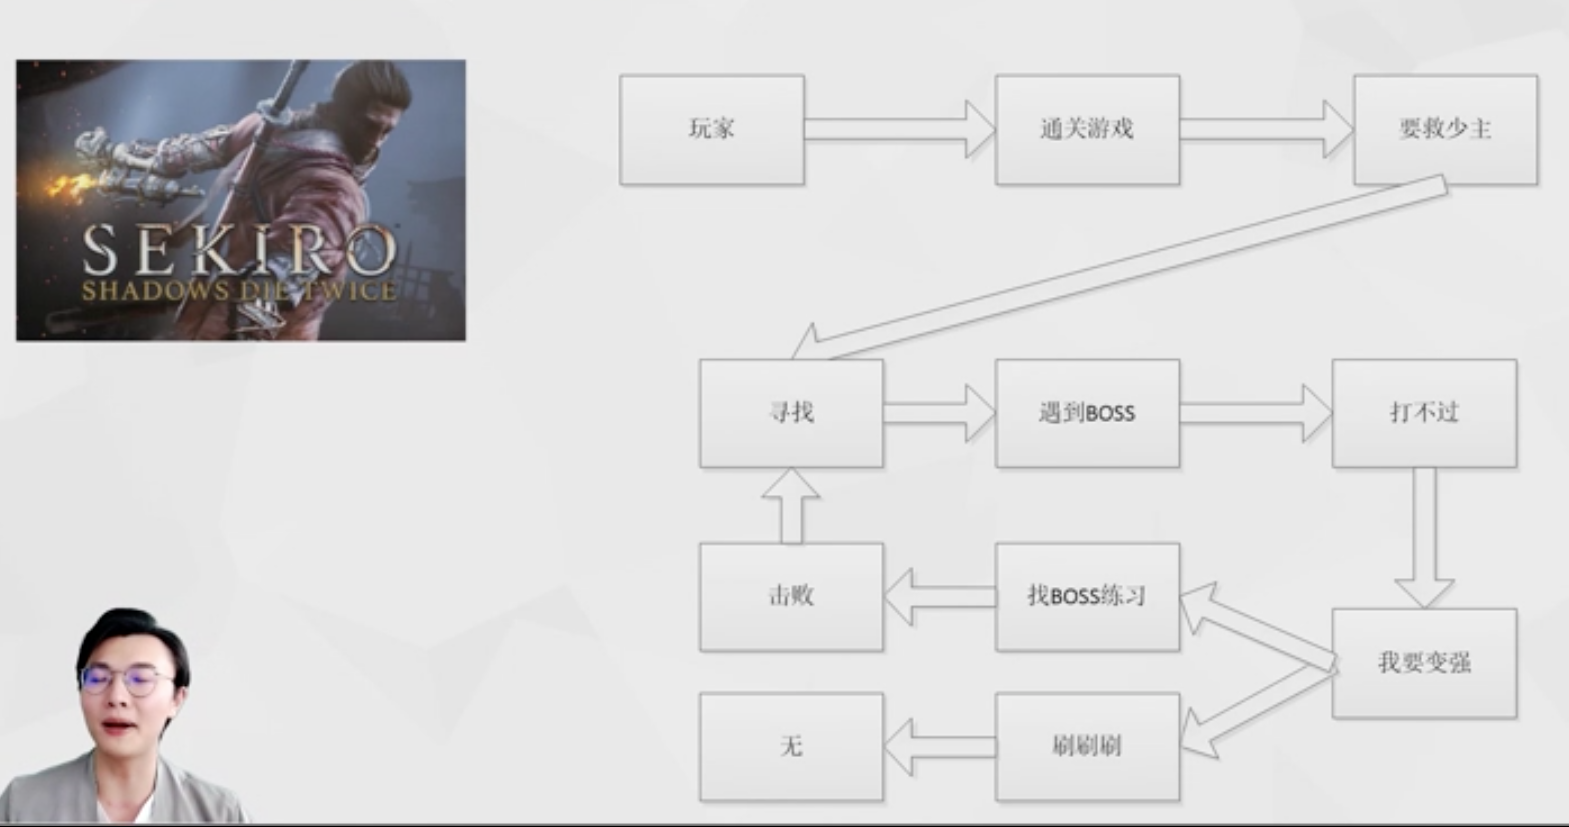 SEKIRO
SHADOWS DIE TWICE
玩家
通关游戏
要救少主
寻找
遇到BOSS
打不过
击败
找BOSS练习
我要变强
无
刷刷刷